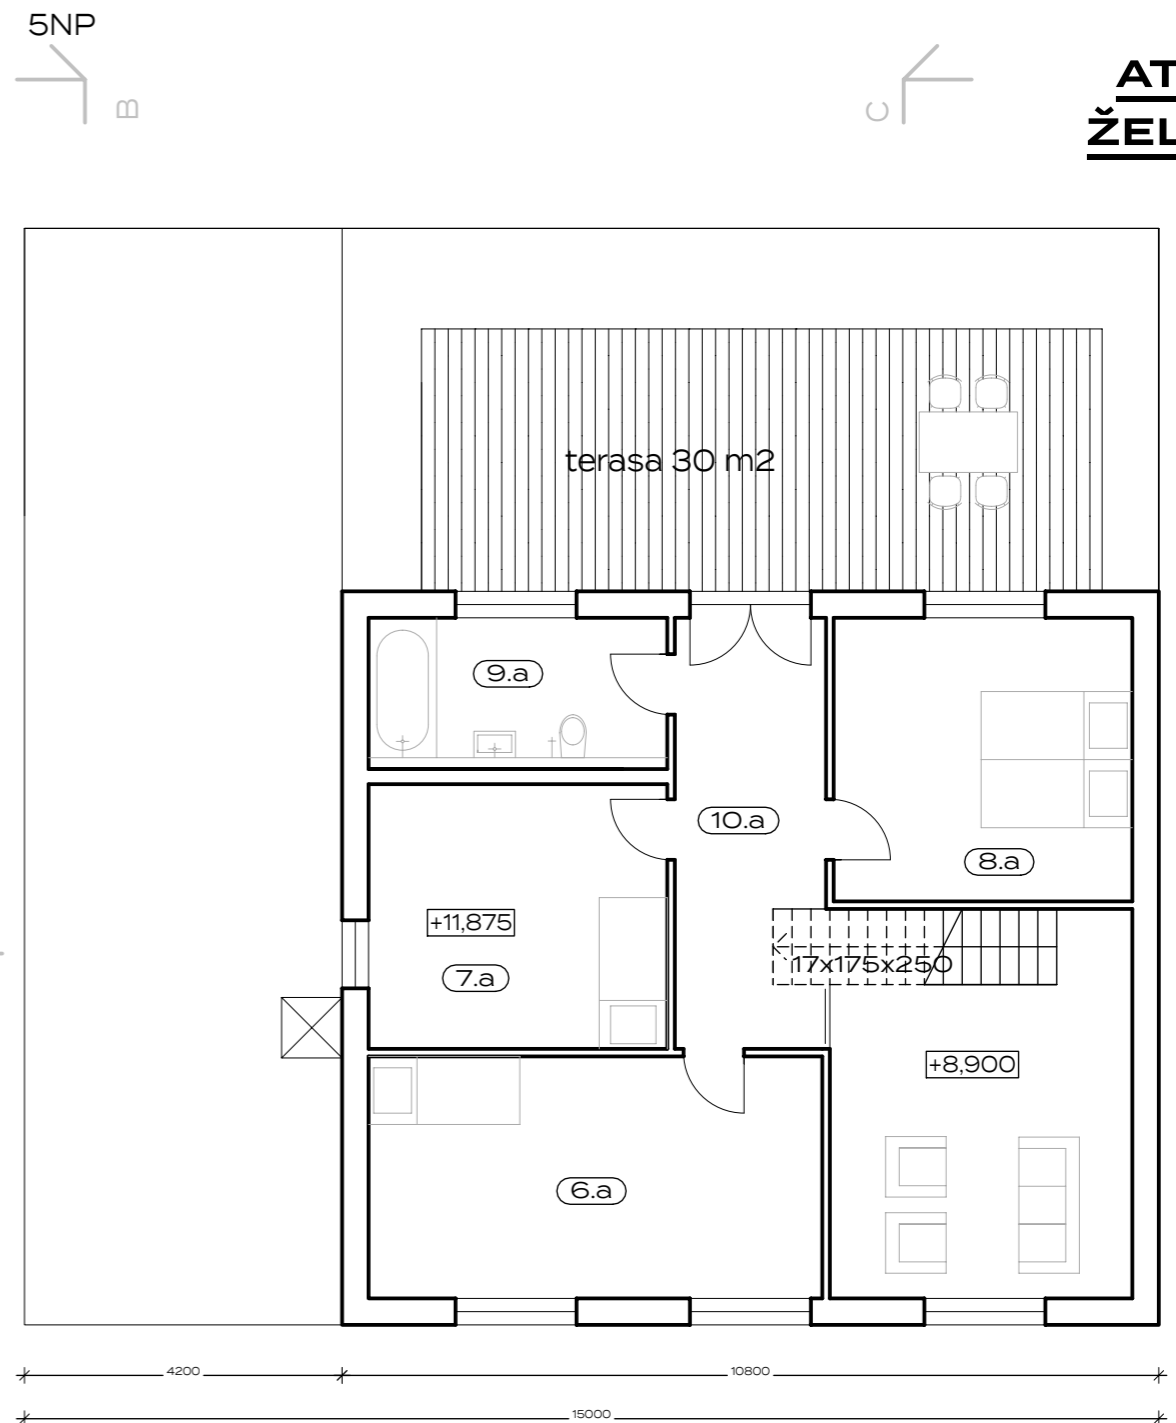 5NP
B
C
AT
ŽEL
terasa 30 m2
9.a
10.a
8.a
+11,875
7.a
17x175x250
+8,900
6.a
4200
10800
15000